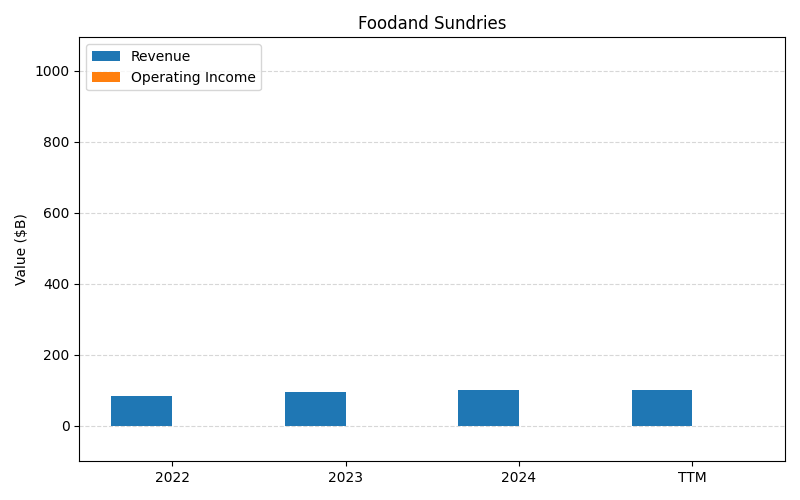 Foodand Sundries
Revenue
Operating Income
1000
800
600
400
200
0
Value ($B)
2022
2023
2024
TTM